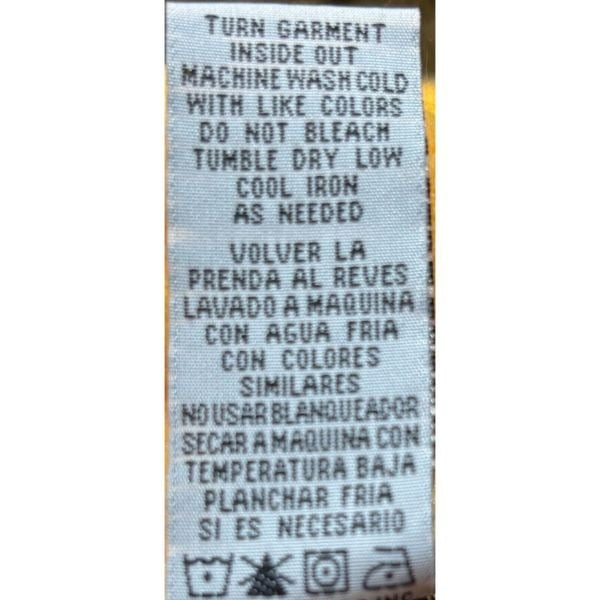 TURN GARMENT
INSIDE OUT
MACHINE WASH COLD
WITH LIKE COLORS
DO NOT BLEACH
TUMBLE DRY LOW
COOL IRON
AS NEEDED
VOLVER LA
PRENDA AL REVES
LAVADO A MAQUINA
CON AGUA FRIA
CON COLORES
SIMILARES
NO USAR BLANQUEADOR
SECAR A MAQUINA CON
TEMPERATURA BAJA
PLANCHAR FRIA
SI ES NECESARIO